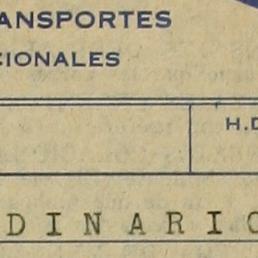 ANSPORTES
CIONALES
H.D
DINARIO